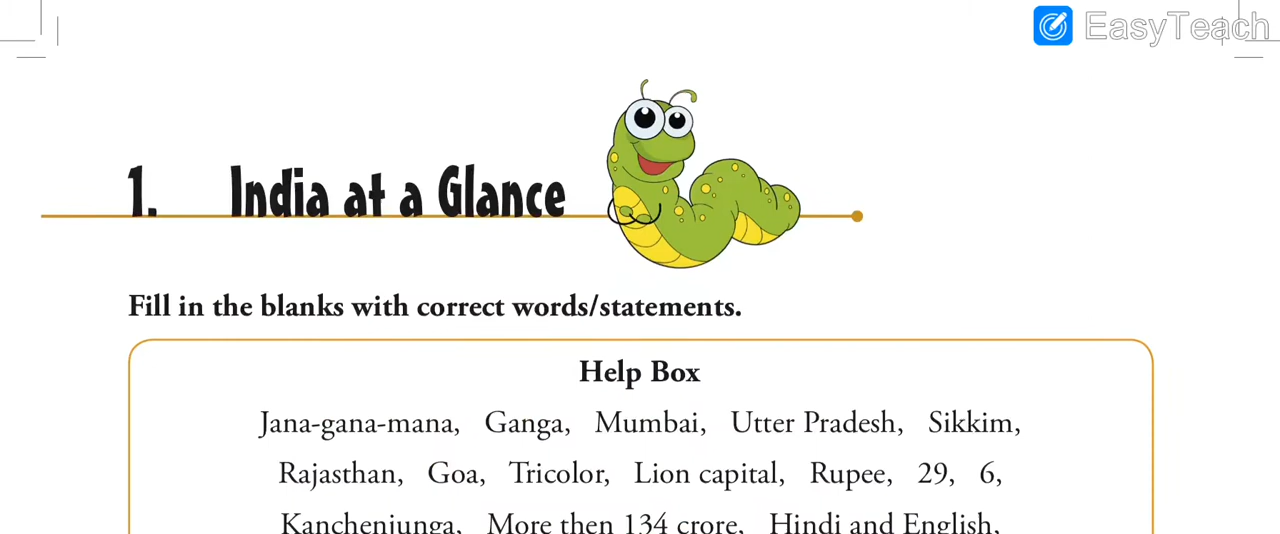 EasyTeach
1. India at a Glance
Fill in the blanks with correct words/statements.
Help Box
Jana-gana-mana, Ganga, Mumbai, Utter Pradesh, Sikkim,
Rajasthan, Goa, Tricolor, Lion capital, Rupee, 29, 6,
Kanchenjunga, More then 134 crore, Hindi and English,